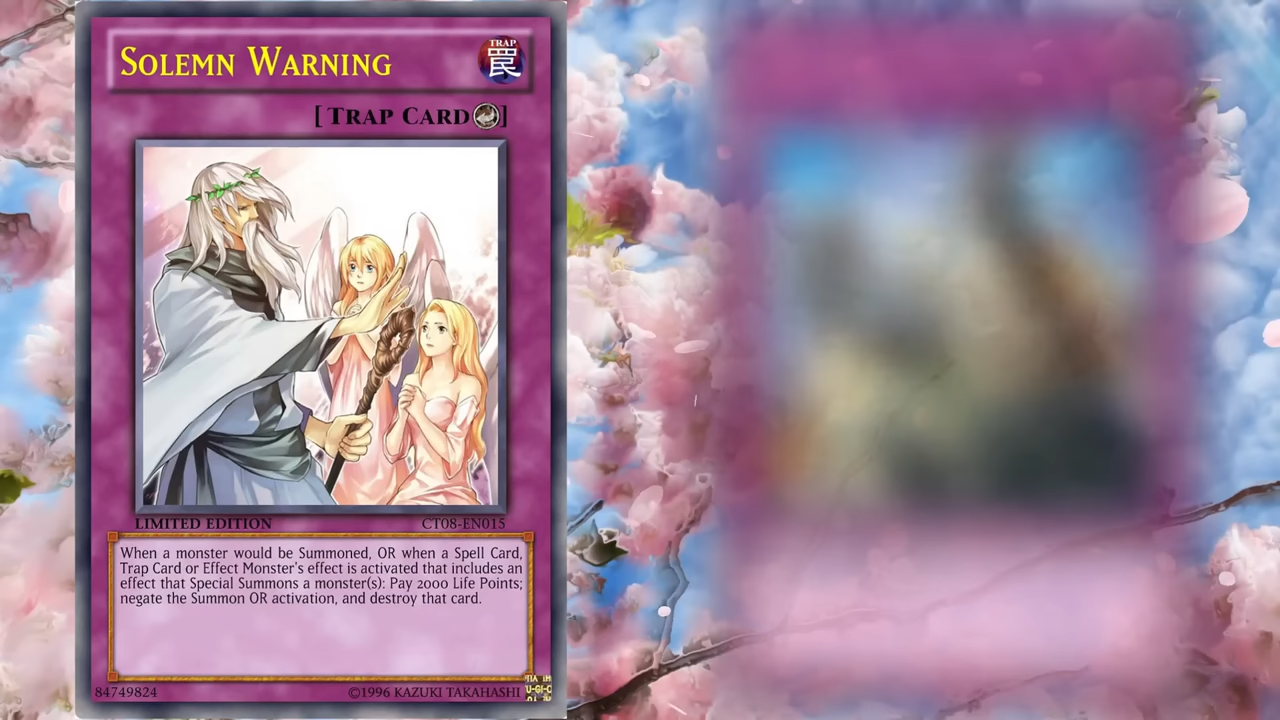 SOLEMN WARNING
TRAP
罠
[TRAP CARD]
LIMITED EDITION CT08-EN015
When a monster would be Summoned, OR when a Spell Card,
Trap Card or Effect Monster's effect is activated that includes an
effect that Special Summons a monster(s): Pay 2000 Life Points;
negate the Summon OR activation, and destroy that card.
84749824 ©1996 KAZUKI TAKAHASHI